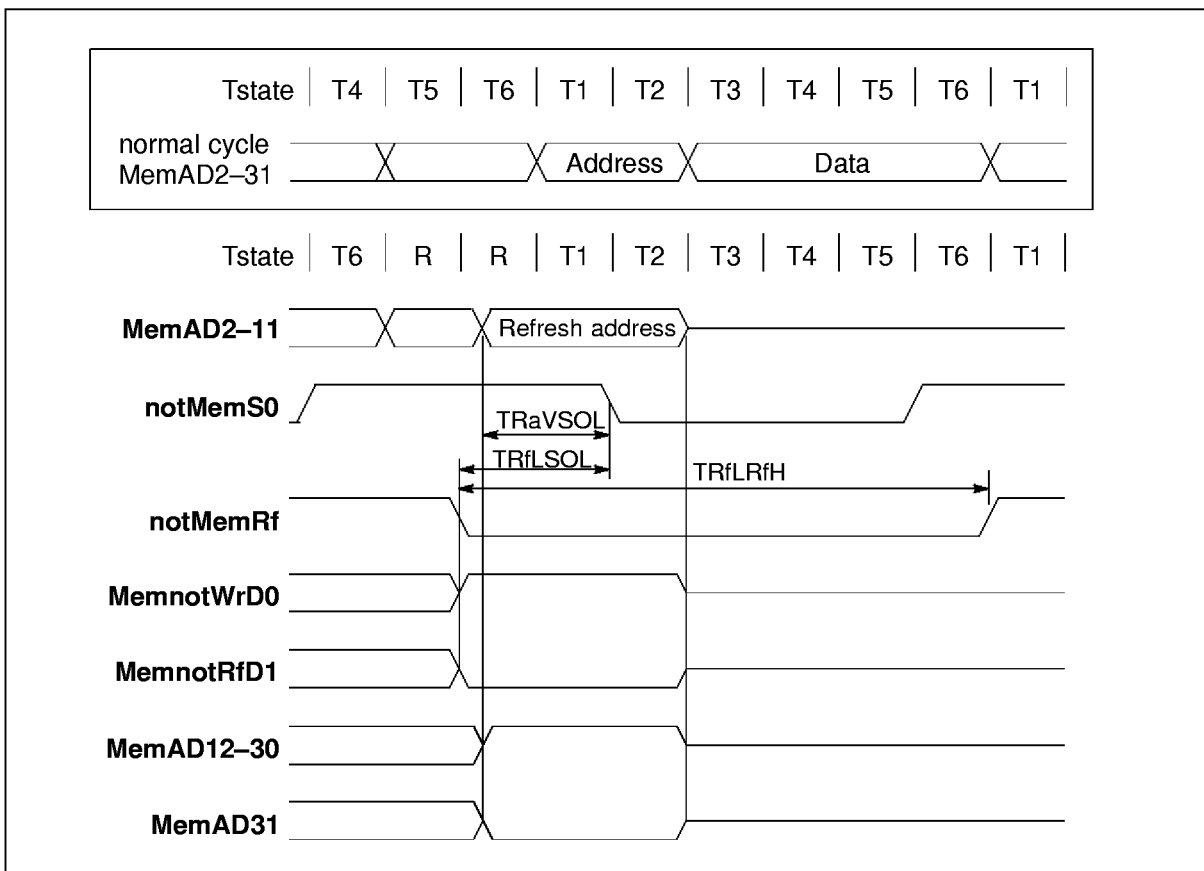 Tstate T4 T5 T6 T1 T2 T3 T4 T5 T6 T1
normal cycle
MemAD2–31 Address Data
Tstate T6 R R T1 T2 T3 T4 T5 T6 T1
MemAD2–11 Refresh address
notMemS0
TRaVSOL
TRfLSOL
TRfLRfH
notMemRf
MemnotWrD0
MemnotRfD1
MemAD12–30
MemAD31